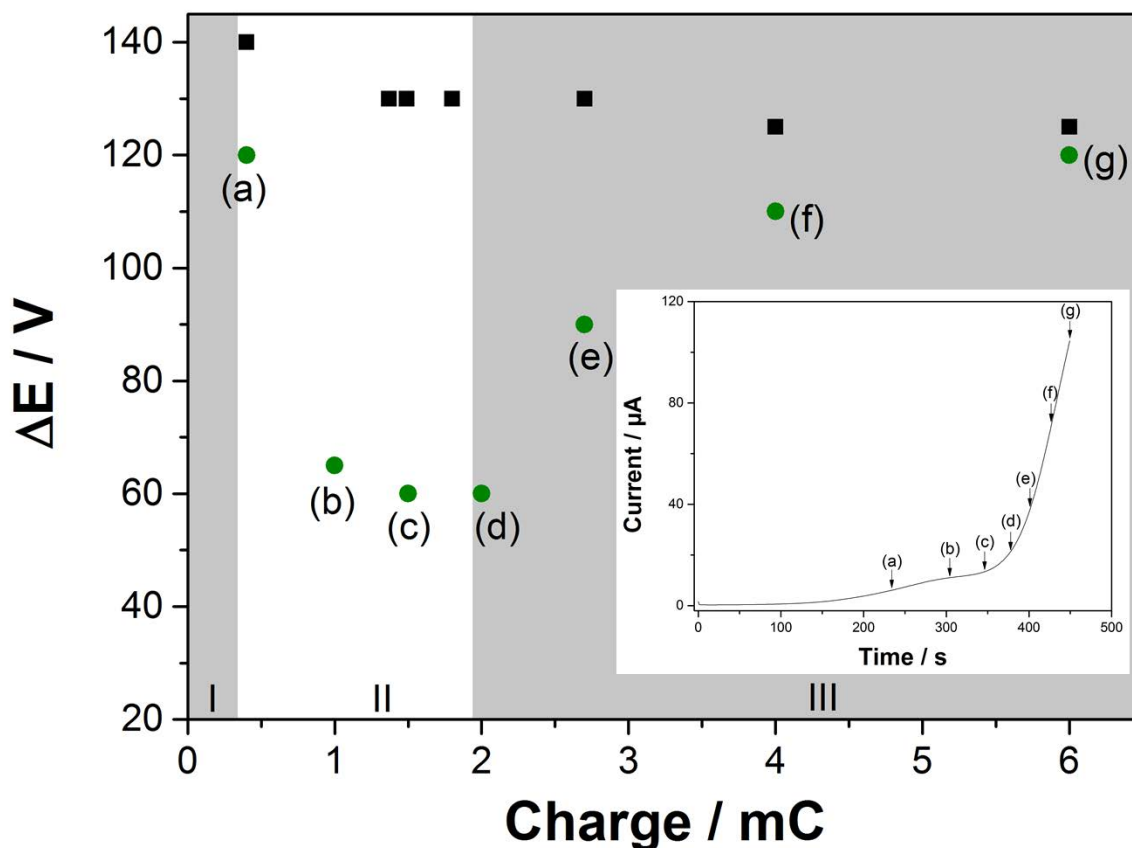 ΔE / V
140
120
100
80
60
40
20
(a)
(b)
(c)
(d)
(e)
(f)
(g)
I
II
III
0
1
2
3
4
5
6
Charge / mC
Current / µA
120
80
40
0
(a)
(b)
(c)
(d)
(e)
(f)
(g)
0
100
200
300
400
500
Time / s